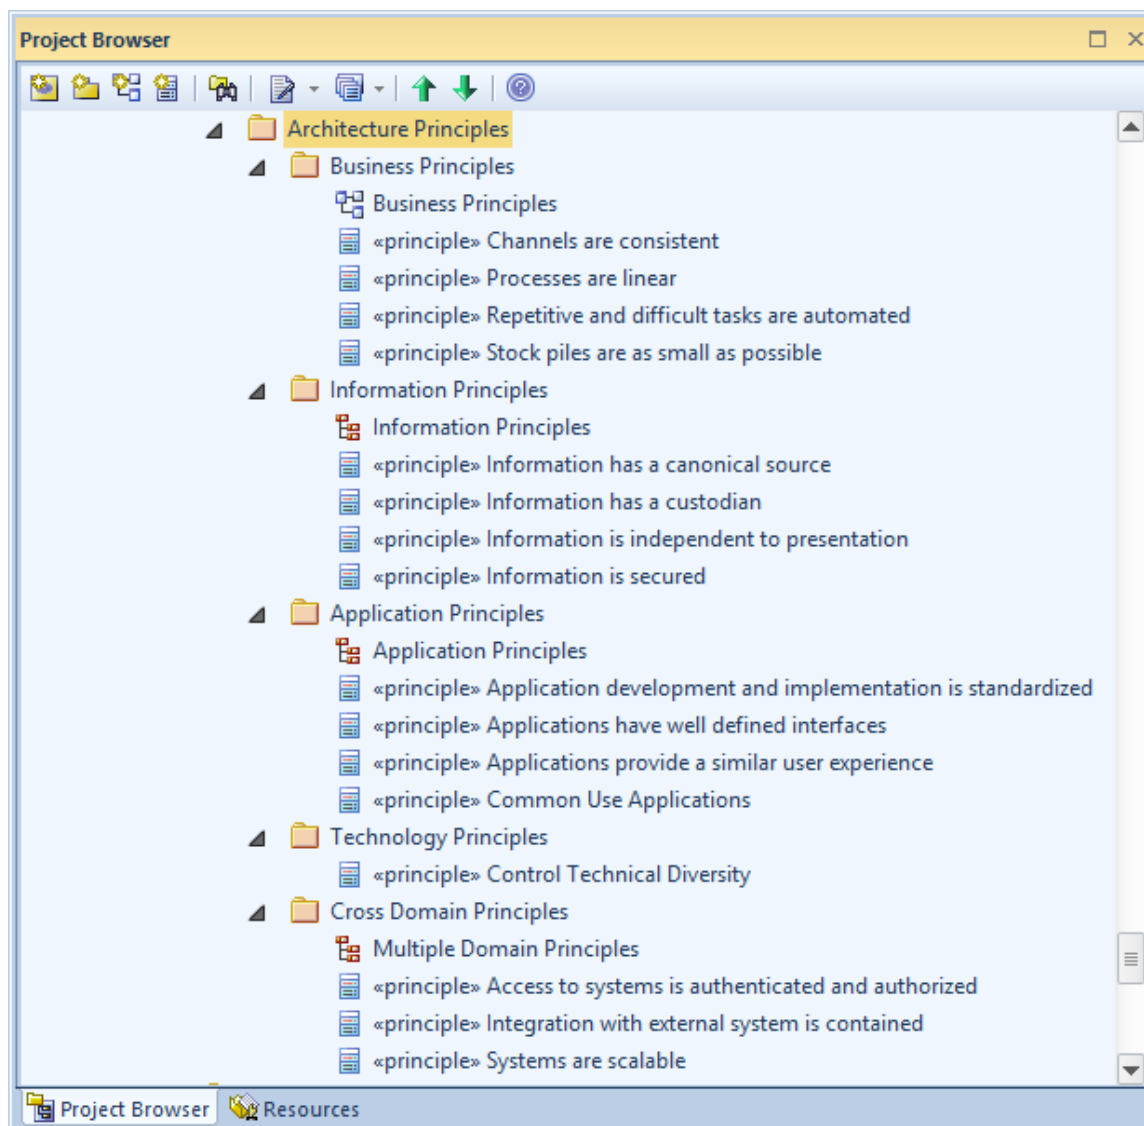 Project Browser
Architecture Principles
Business Principles
Business Principles
«principle» Channels are consistent
«principle» Processes are linear
«principle» Repetitive and difficult tasks are automated
«principle» Stock piles are as small as possible
Information Principles
Information Principles
«principle» Information has a canonical source
«principle» Information has a custodian
«principle» Information is independent to presentation
«principle» Information is secured
Application Principles
Application Principles
«principle» Application development and implementation is standardized
«principle» Applications have well defined interfaces
«principle» Applications provide a similar user experience
«principle» Common Use Applications
Technology Principles
«principle» Control Technical Diversity
Cross Domain Principles
Multiple Domain Principles
«principle» Access to systems is authenticated and authorized
«principle» Integration with external system is contained
«principle» Systems are scalable
Project Browser Resources